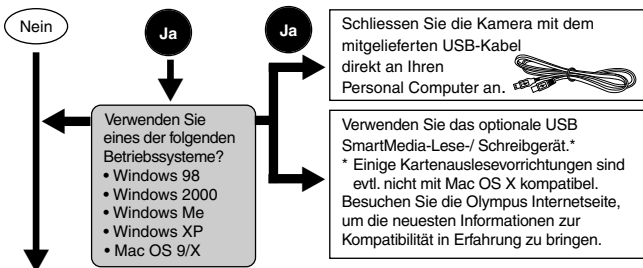 Nein
Ja
Ja
Verwenden Sie
eines der folgenden
Betriebssysteme?
• Windows 98
• Windows 2000
• Windows Me
• Windows XP
• Mac OS 9/X
Schliessen Sie die Kamera mit dem
mitgelieferten USB-Kabel
direkt an Ihren
Personal Computer an.
Verwenden Sie das optionale USB
SmartMedia-Lese-/ Schreibgerät.*
* Einige Kartenauslesevorrichtungen sind
evtl. nicht mit Mac OS X kompatibel.
Besuchen Sie die Olympus Internetseite,
um die neuesten Informationen zur
Kompatibilität in Erfahrung zu bringen.